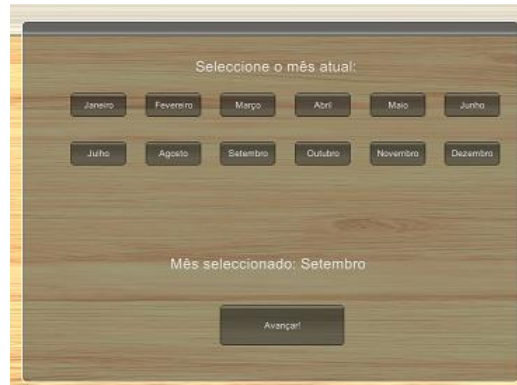 Seleccione o mês atual:
Janeiro Fevereiro Março Abril Maio Junho
Julho Agosto Setembro Outubro Novembro Dezembro
Mês seleccionado: Setembro
Avançar!